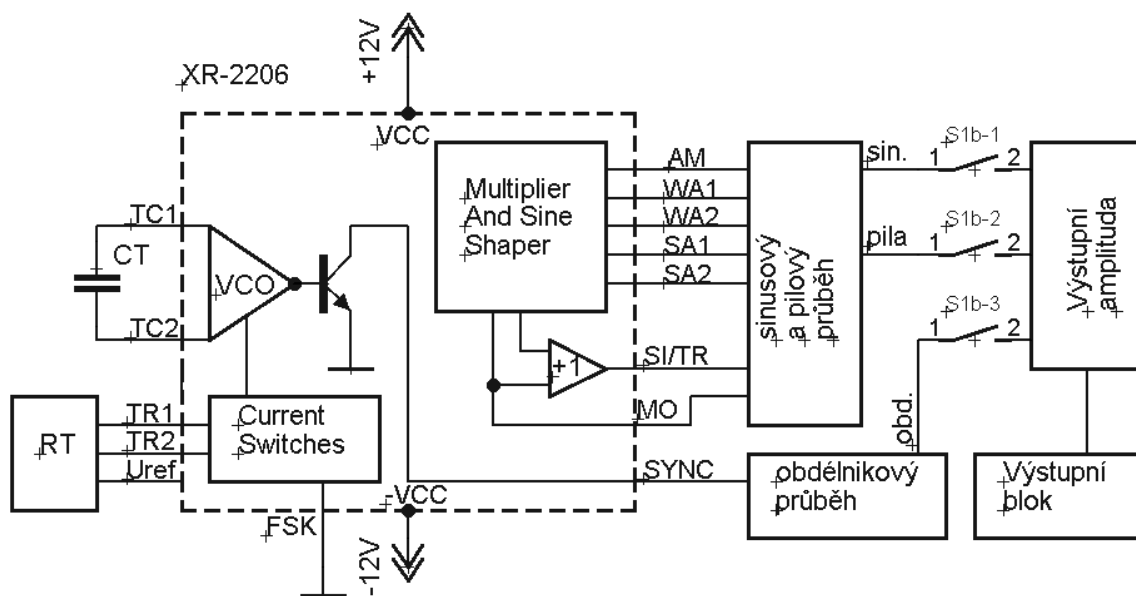 XR-2206
+12V
VCC
TC1
CT
TC2
VCO
TR1
TR2
Uref
RT
Current
Switches
FSK
-VCC
-12V
Multiplier
And Sine
Shaper
+1
AM
WA1
WA2
SA1
SA2
SI/TR
MO
SYNC
sinusový
a pilový
průběh
obdélnikový
průběh
sin.
pila
obd.
S1b-1
1
2
S1b-2
1
2
S1b-3
1
2
Výstupní
amplituda
Výstupní
blok